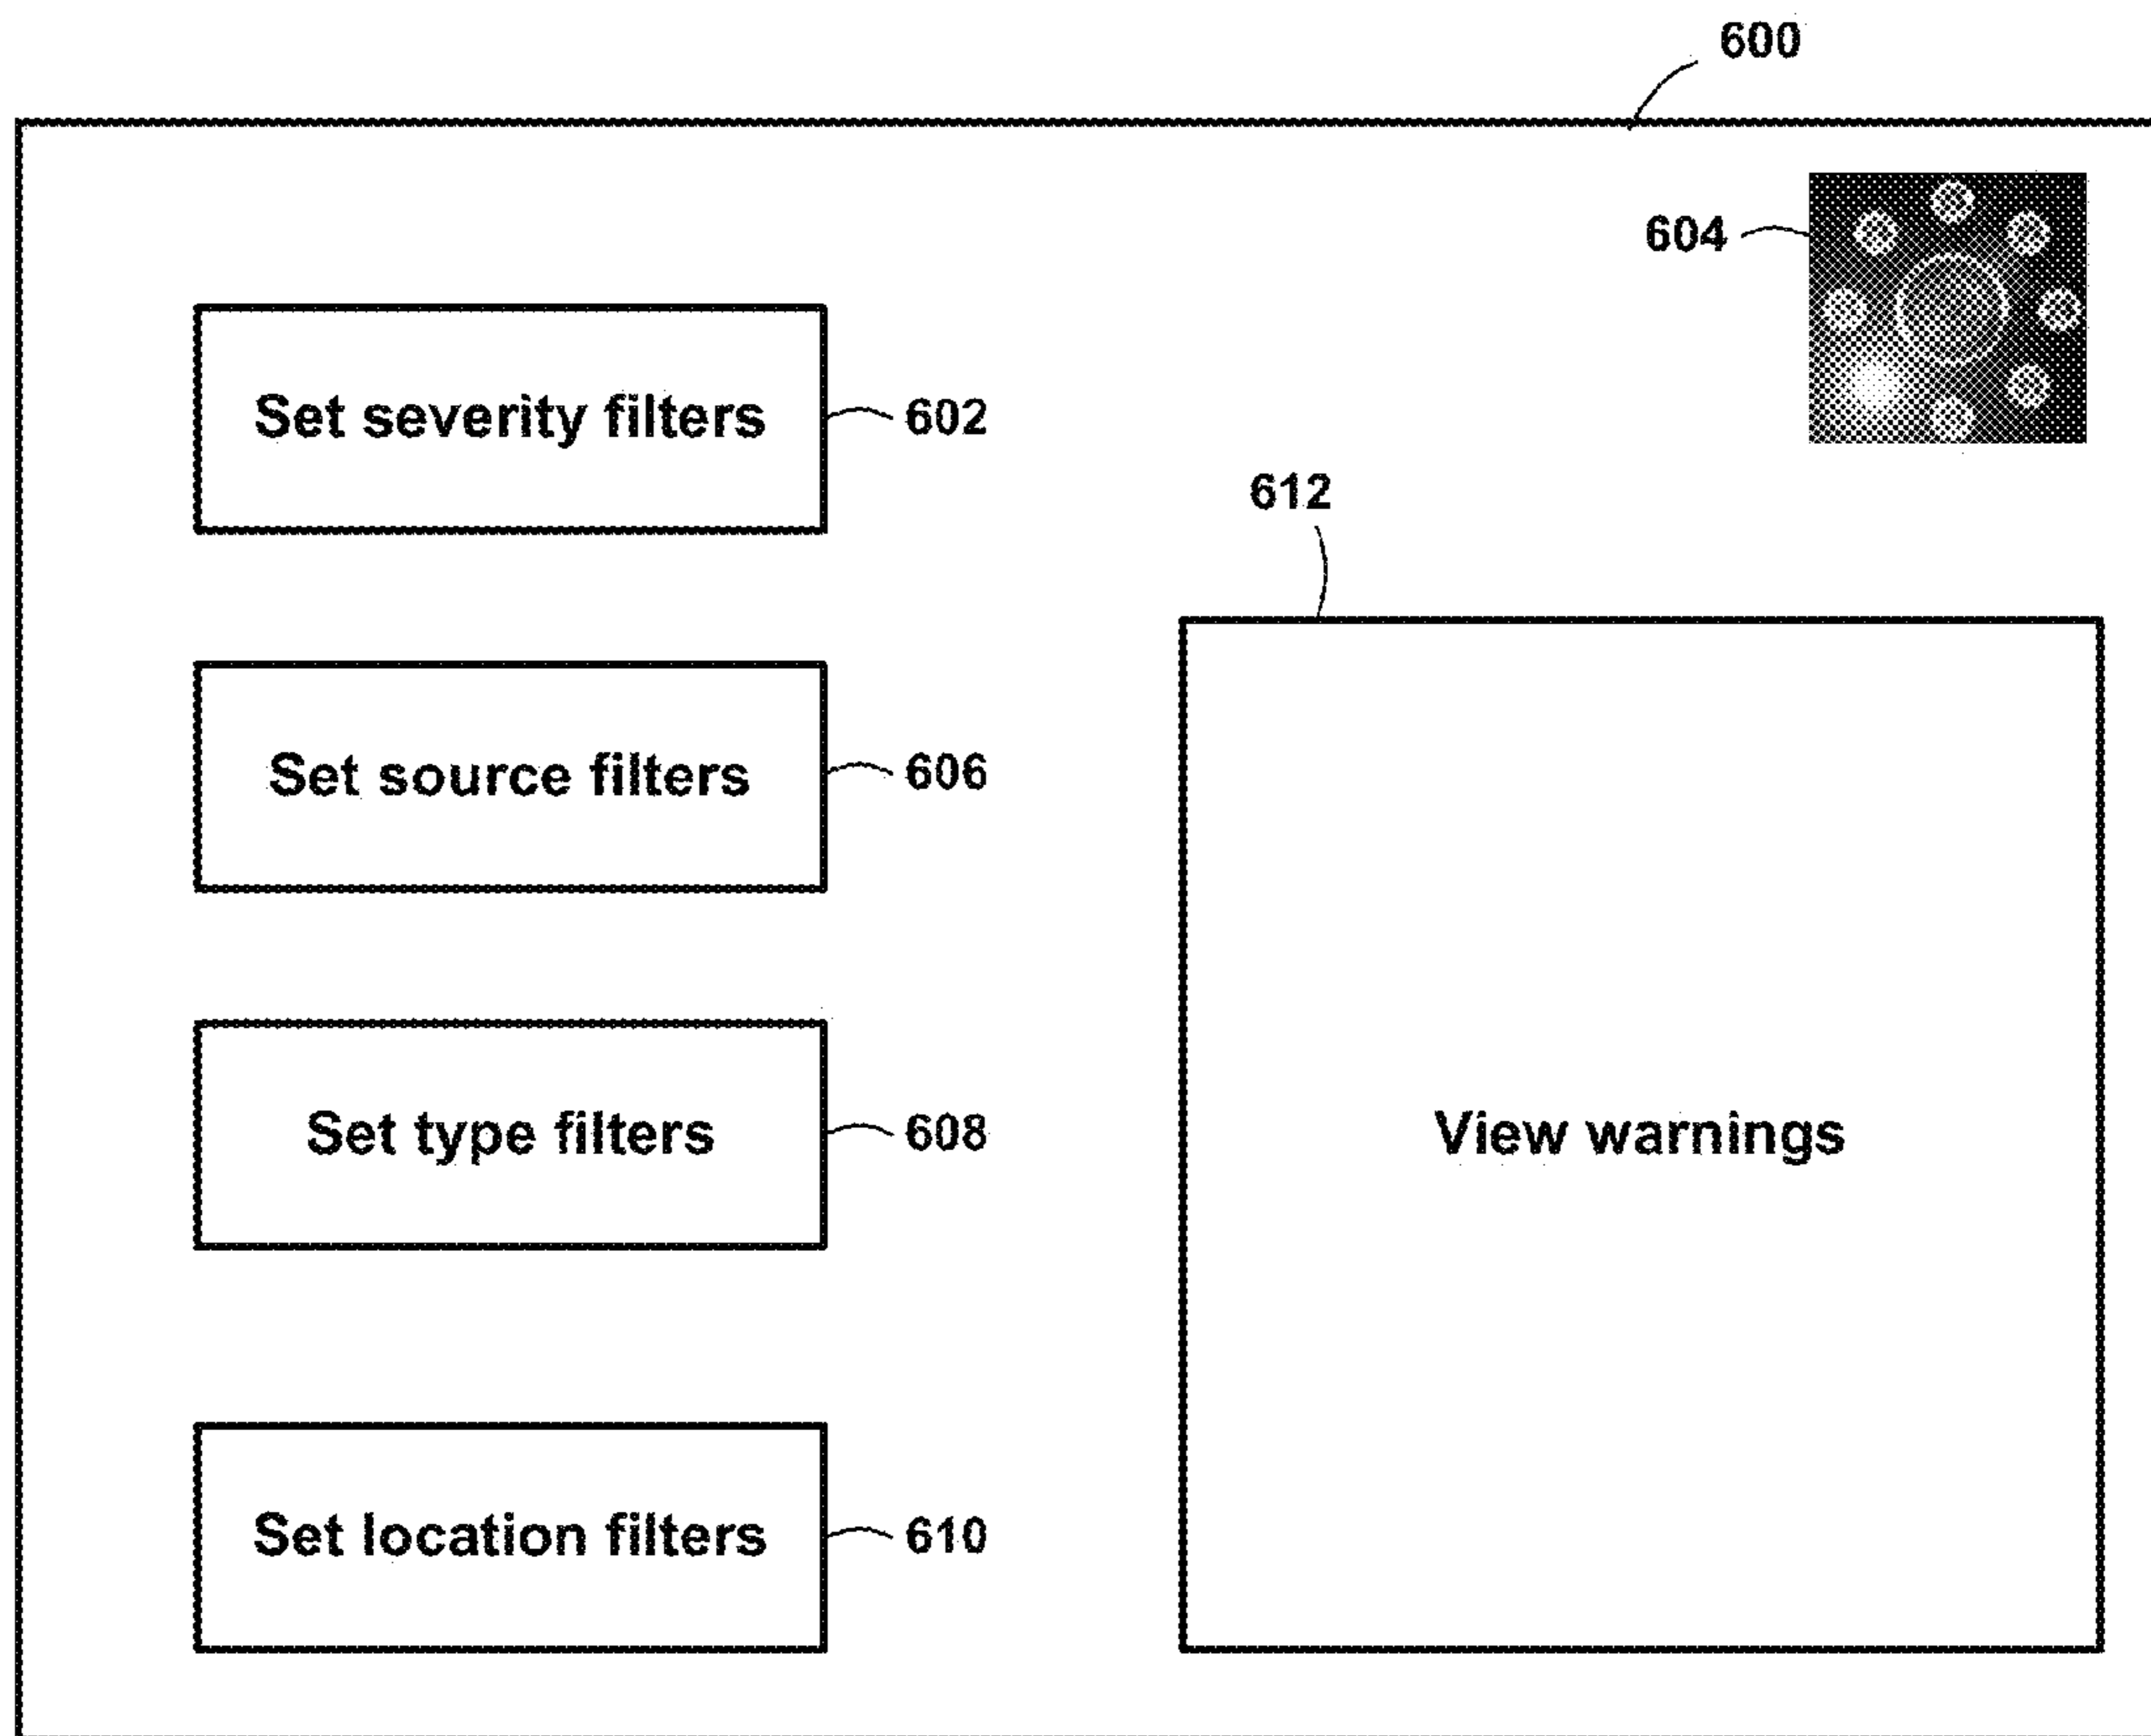 600
604
Set severity filters 602
612
Set source filters 606
Set type filters 608
View warnings
Set location filters 610